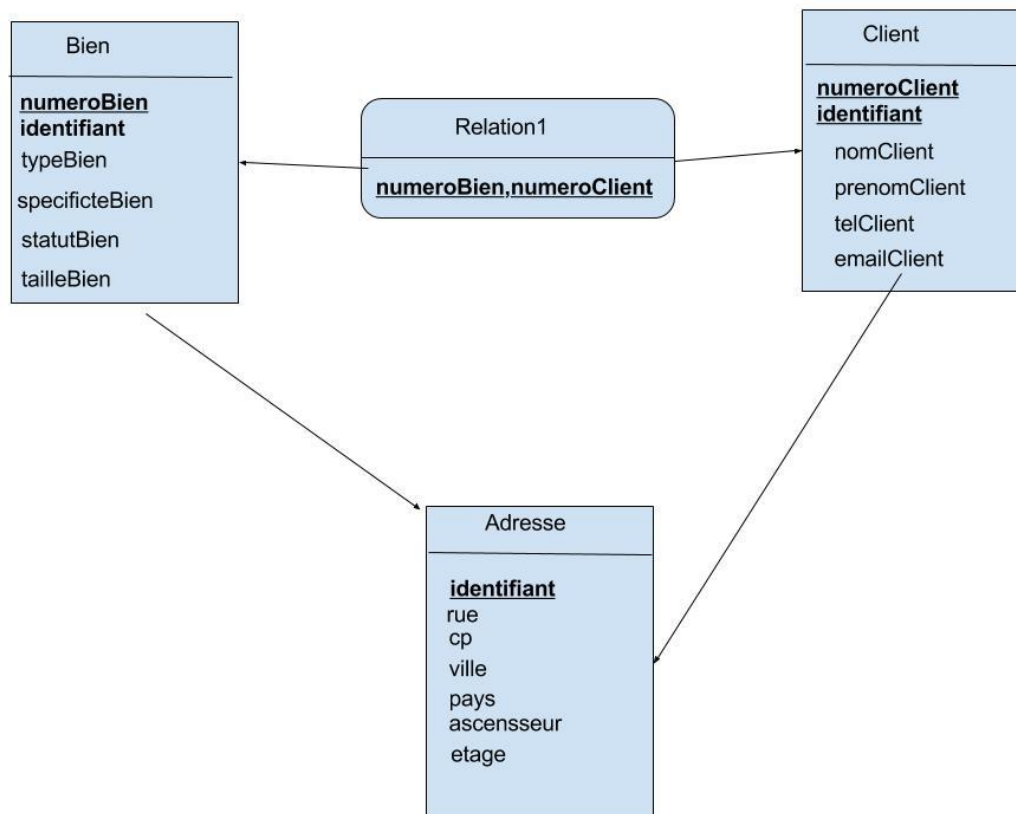 Bien
numeroBien
identifiant
typeBien
specificteBien
statutBien
tailleBien
Relation1
numeroBien,numeroClient
Client
numeroClient
identifiant
nomClient
prenomClient
telClient
emailClient
Adresse
identifiant
rue
cp
ville
pays
ascensseur
etage